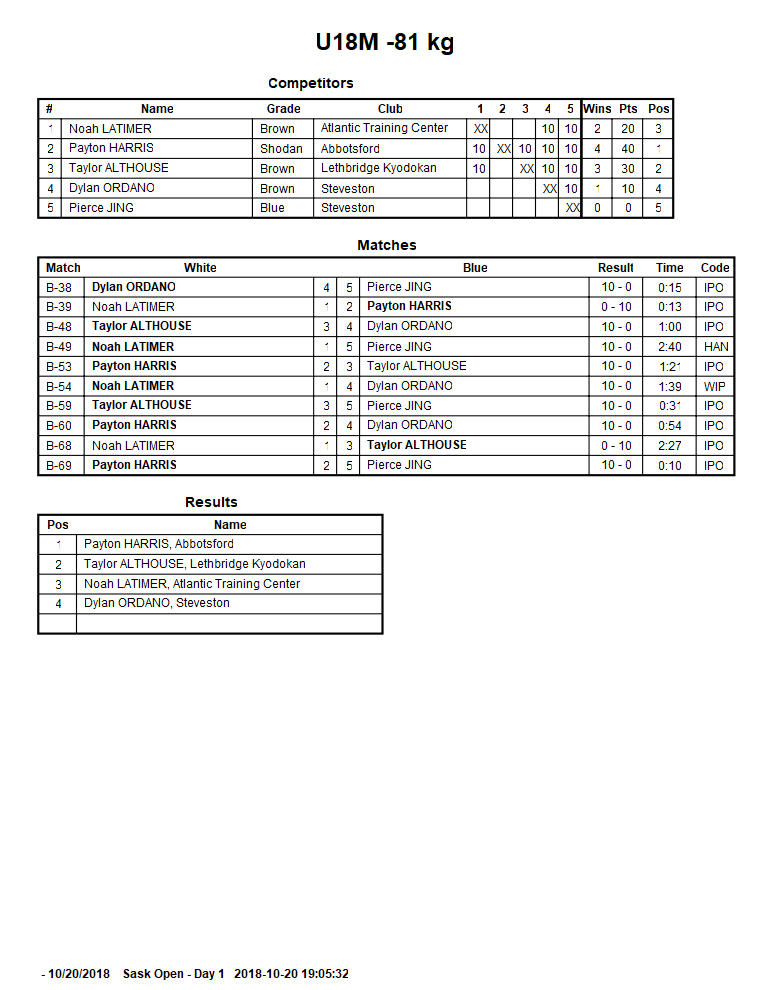 U18M -81 kg
Competitors
# Name Grade Club 1 2 3 4 5 Wins Pts Pos
1 Noah LATIMER Brown Atlantic Training Center XX 10 10 2 20 3
2 Payton HARRIS Shodan Abbotsford 10 XX 10 10 10 4 40 1
3 Taylor ALTHOUSE Brown Lethbridge Kyodokan 10 XX 10 10 3 30 2
4 Dylan ORDANO Brown Steveston XX 10 1 10 4
5 Pierce JING Blue Steveston XX 0 0 5
Matches
Match White Blue Result Time Code
B-38 Dylan ORDANO 4 5 Pierce JING 10 - 0 0:15 IPO
B-39 Noah LATIMER 1 2 Payton HARRIS 0 - 10 0:13 IPO
B-48 Taylor ALTHOUSE 3 4 Dylan ORDANO 10 - 0 1:00 IPO
B-49 Noah LATIMER 1 5 Pierce JING 10 - 0 2:40 HAN
B-53 Payton HARRIS 2 3 Taylor ALTHOUSE 10 - 0 1:21 IPO
B-54 Noah LATIMER 1 4 Dylan ORDANO 10 - 0 1:39 WIP
B-59 Taylor ALTHOUSE 3 5 Pierce JING 10 - 0 0:31 IPO
B-60 Payton HARRIS 2 4 Dylan ORDANO 10 - 0 0:54 IPO
B-68 Noah LATIMER 1 3 Taylor ALTHOUSE 0 - 10 2:27 IPO
B-69 Payton HARRIS 2 5 Pierce JING 10 - 0 0:10 IPO
Results
Pos Name
1 Payton HARRIS, Abbotsford
2 Taylor ALTHOUSE, Lethbridge Kyodokan
3 Noah LATIMER, Atlantic Training Center
4 Dylan ORDANO, Steveston
- 10/20/2018 Sask Open - Day 1 2018-10-20 19:05:32